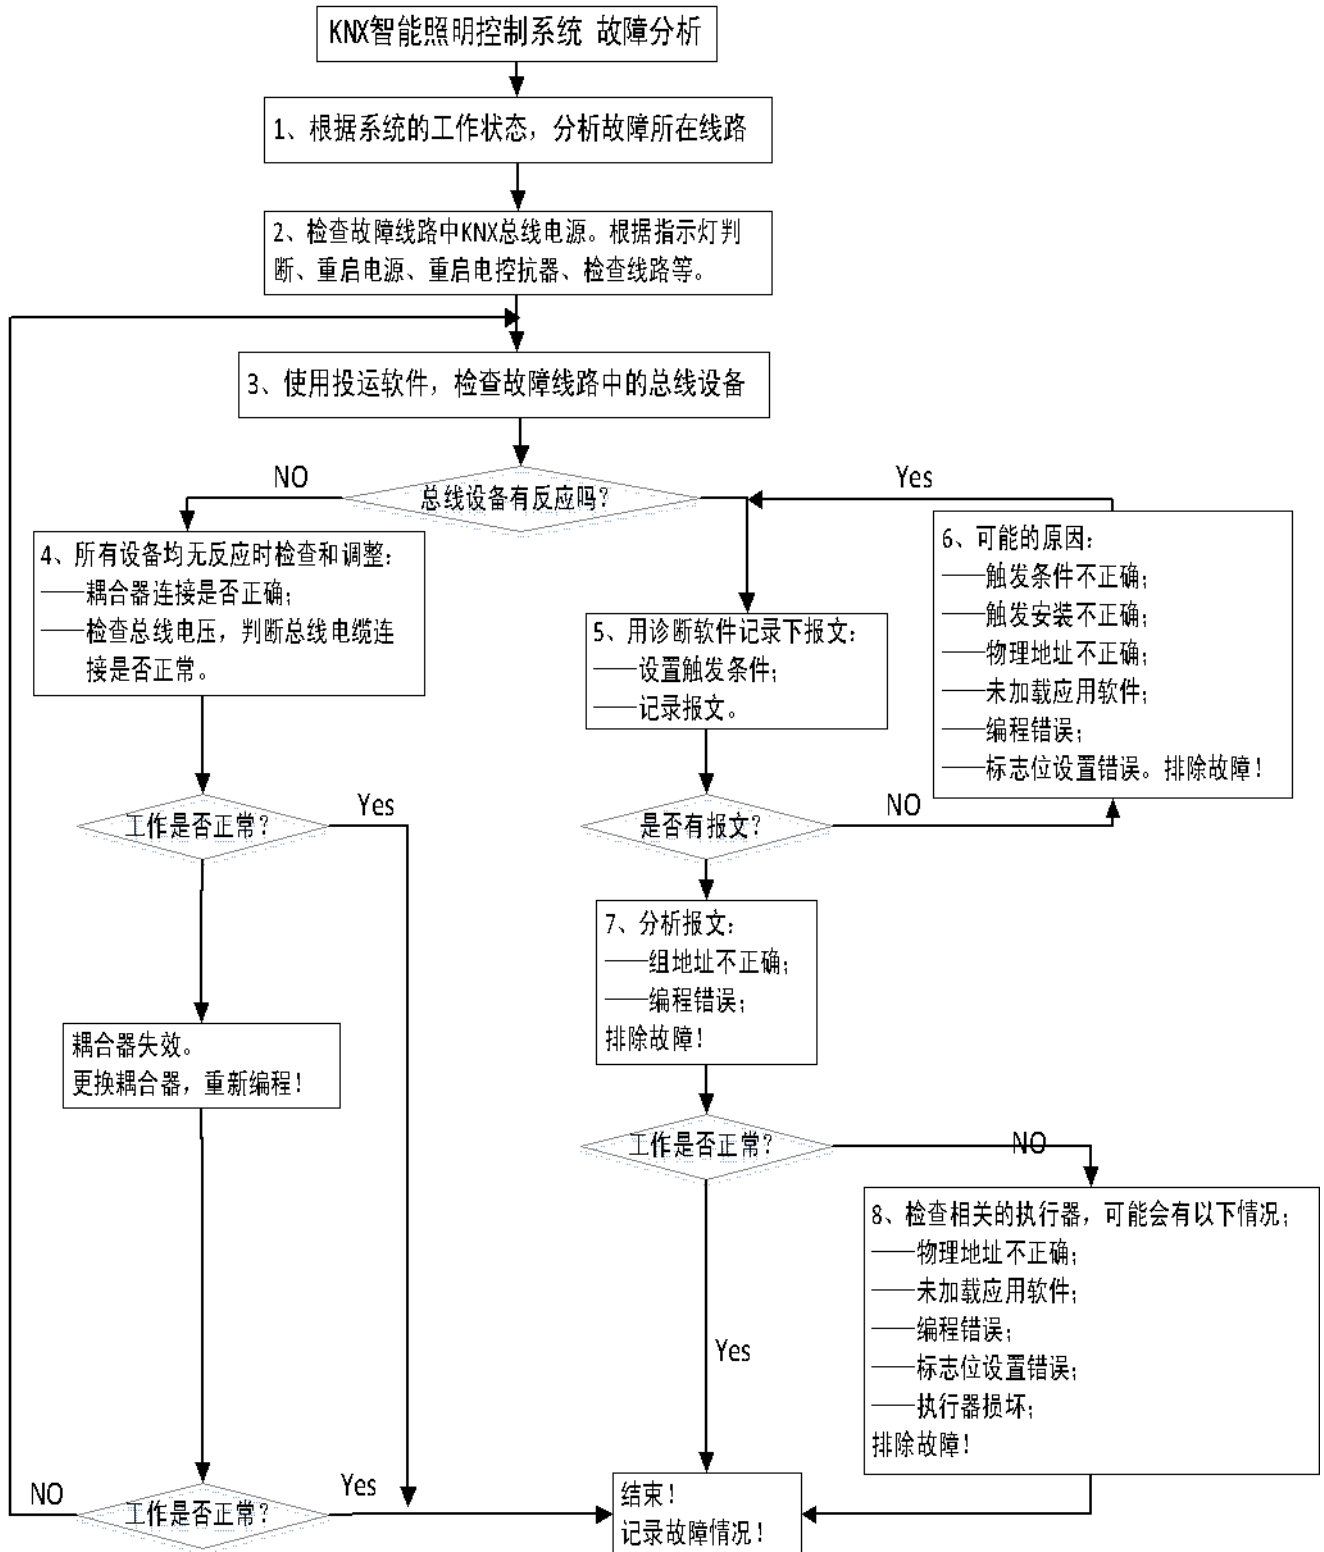 KNX智能照明控制系统 故障分析
1、根据系统的工作状态，分析故障所在线路
2、检查故障线路中KNX总线电源。根据指示灯判
断、重启电源、重启电控抗器、检查线路等。
3、使用投运软件，检查故障线路中的总线设备
总线设备有反应吗？
NO
Yes
4、所有设备均无反应时检查和调整：
——耦合器连接是否正确；
——检查总线电压，判断总线电缆连
接是否正常。
5、用诊断软件记录下报文：
——设置触发条件；
——记录报文。
6、可能的原因：
——触发条件不正确；
——触发安装不正确；
——物理地址不正确；
——未加载应用软件；
——编程错误；
——标志位设置错误。排除故障！
工作是否正常？
Yes
是否有报文？
NO
7、分析报文：
——组地址不正确；
——编程错误；
排除故障！
耦合器失效。
更换耦合器，重新编程！
工作是否正常？
NO
8、检查相关的执行器，可能会有以下情况；
——物理地址不正确；
——未加载应用软件；
——编程错误；
——标志位设置错误；
——执行器损坏；
排除故障！
Yes
NO
工作是否正常？
Yes
结束！
记录故障情况！